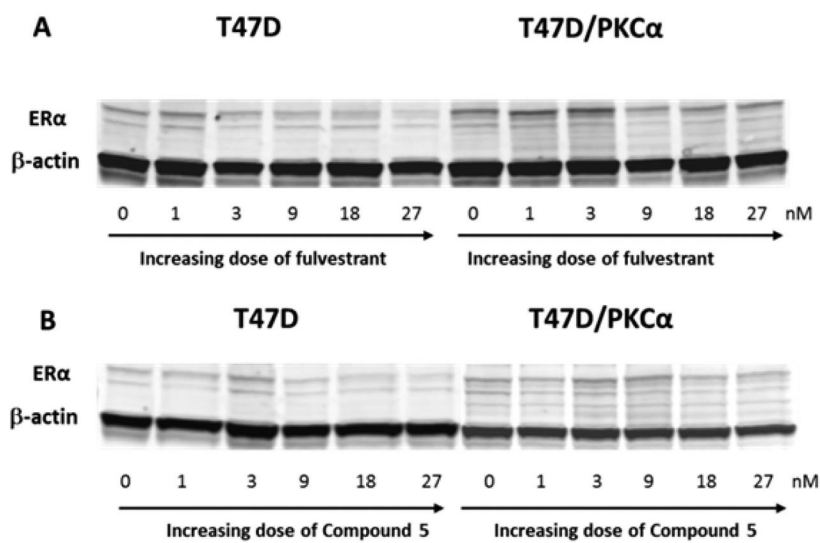 A T47D T47D/PKCα
ERα
β-actin
0 1 3 9 18 27 0 1 3 9 18 27 nM
Increasing dose of fulvestrant Increasing dose of fulvestrant
B T47D T47D/PKCα
ERα
β-actin
0 1 3 9 18 27 0 1 3 9 18 27 nM
Increasing dose of Compound 5 Increasing dose of Compound 5